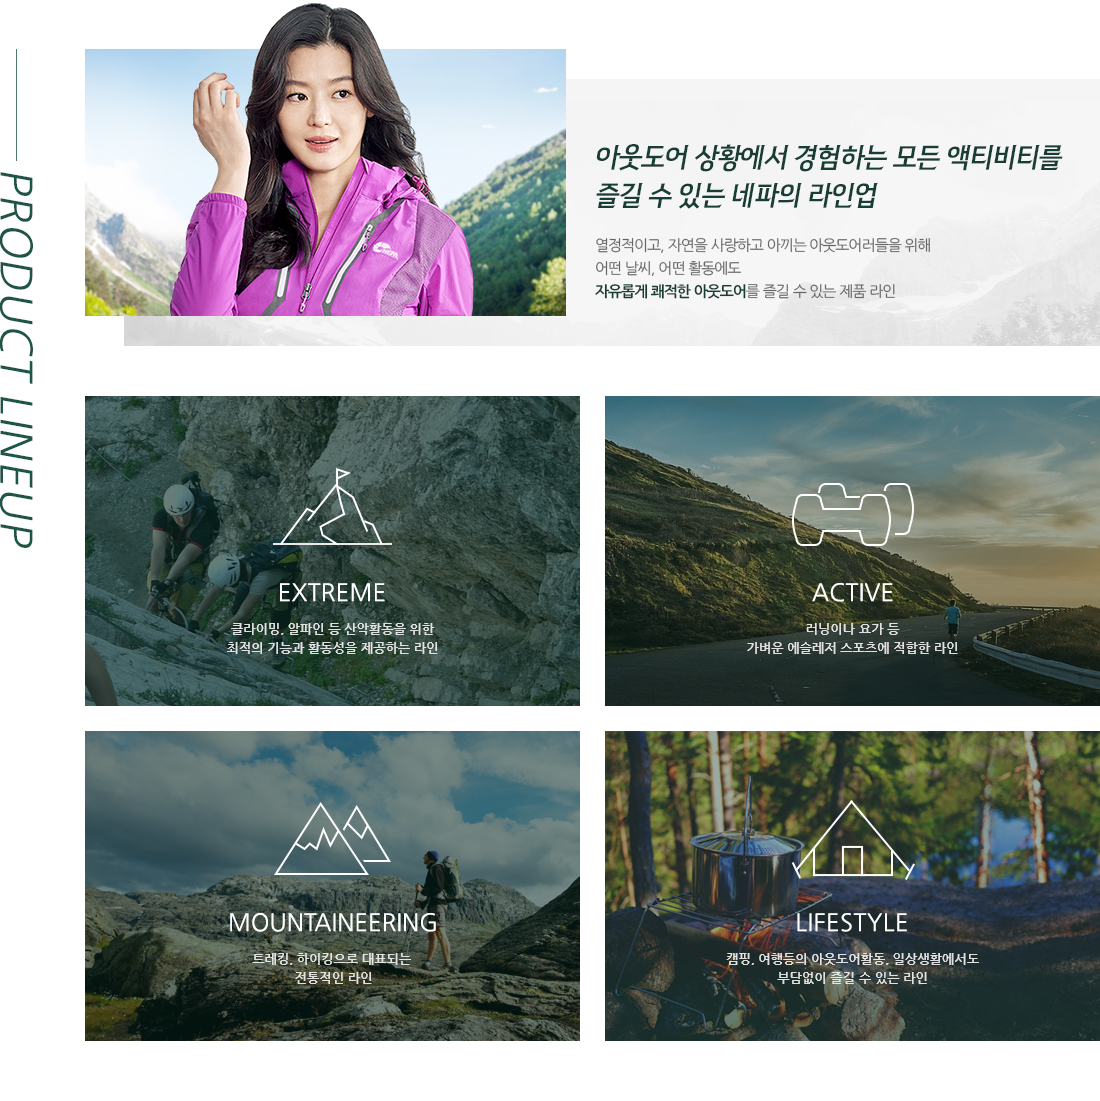 PRODUCT LINEUP
아웃도어 상황에서 경험하는 모든 액티비티를
즐길 수 있는 네파의 라인업
열정적이고, 자연을 사랑하고 아끼는 아웃도어러들을 위해
어떤 날씨, 어떤 활동에도
자유롭게 쾌적한 아웃도어를 즐길 수 있는 제품 라인
EXTREME
클라이밍, 알파인 등 산악활동을 위한
최적의 기능과 활동성을 제공하는 라인
ACTIVE
러닝이나 요가 등
가벼운 에슬레저 스포츠에 적합한 라인
MOUNTAINEERING
트레킹, 하이킹으로 대표되는
전통적인 라인
LIFESTYLE
캠핑, 여행등의 아웃도어활동, 일상생활에서도
부담없이 즐길 수 있는 라인